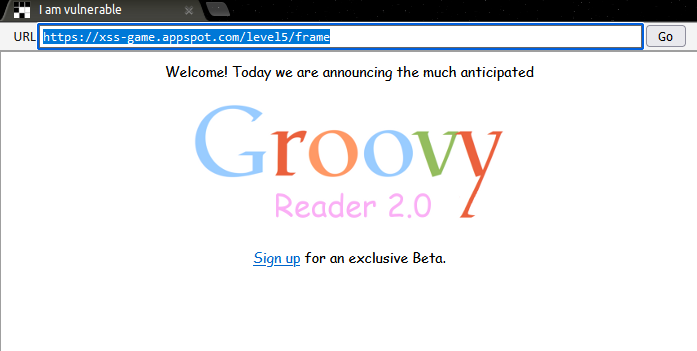 I am vulnerable
URL https://xss-game.appspot.com/level5/frame Go
Welcome! Today we are announcing the much anticipated
Groovy
Reader 2.0
Sign up for an exclusive Beta.